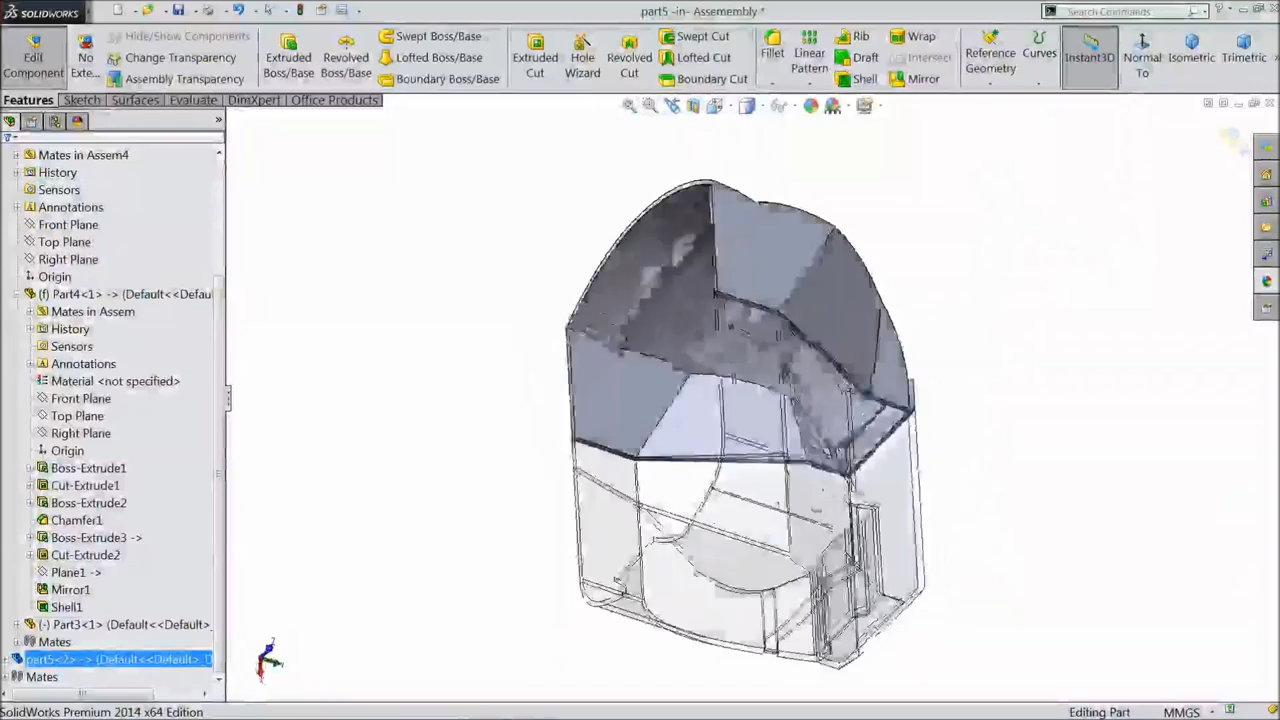 SOLIDWORKS
part5 -in- Assemembly *
Search Commands
Edit Component
No Exte...
Hide/Show Components
Change Transparency
Assembly Transparency
Extruded Boss/Base
Revolved Boss/Base
Swept Boss/Base
Lofted Boss/Base
Boundary Boss/Base
Extruded Cut
Hole Wizard
Revolved Cut
Swept Cut
Lofted Cut
Boundary Cut
Fillet
Linear Pattern
Rib
Draft
Shell
Wrap
Intersect
Mirror
Reference Geometry
Curves
Instant3D
Normal To
Isometric
Trimetric
Features Sketch Surfaces Evaluate DimXpert Office Products
Mates in Assem4
History
Sensors
Annotations
Front Plane
Top Plane
Right Plane
Origin
(f) Part4<1> -> (Default<<Defau
Mates in Assem
History
Sensors
Annotations
Material <not specified>
Front Plane
Top Plane
Right Plane
Origin
Boss-Extrude1
Cut-Extrude1
Boss-Extrude2
Chamfer1
Boss-Extrude3 ->
Cut-Extrude2
Plane1 ->
Mirror1
Shell1
(-) Part3<1> (Default<<Default>_
Mates
part5<2> -> (Default<<Default>_D
Mates
SolidWorks Premium 2014 x64 Edition
Editing Part
MMGS